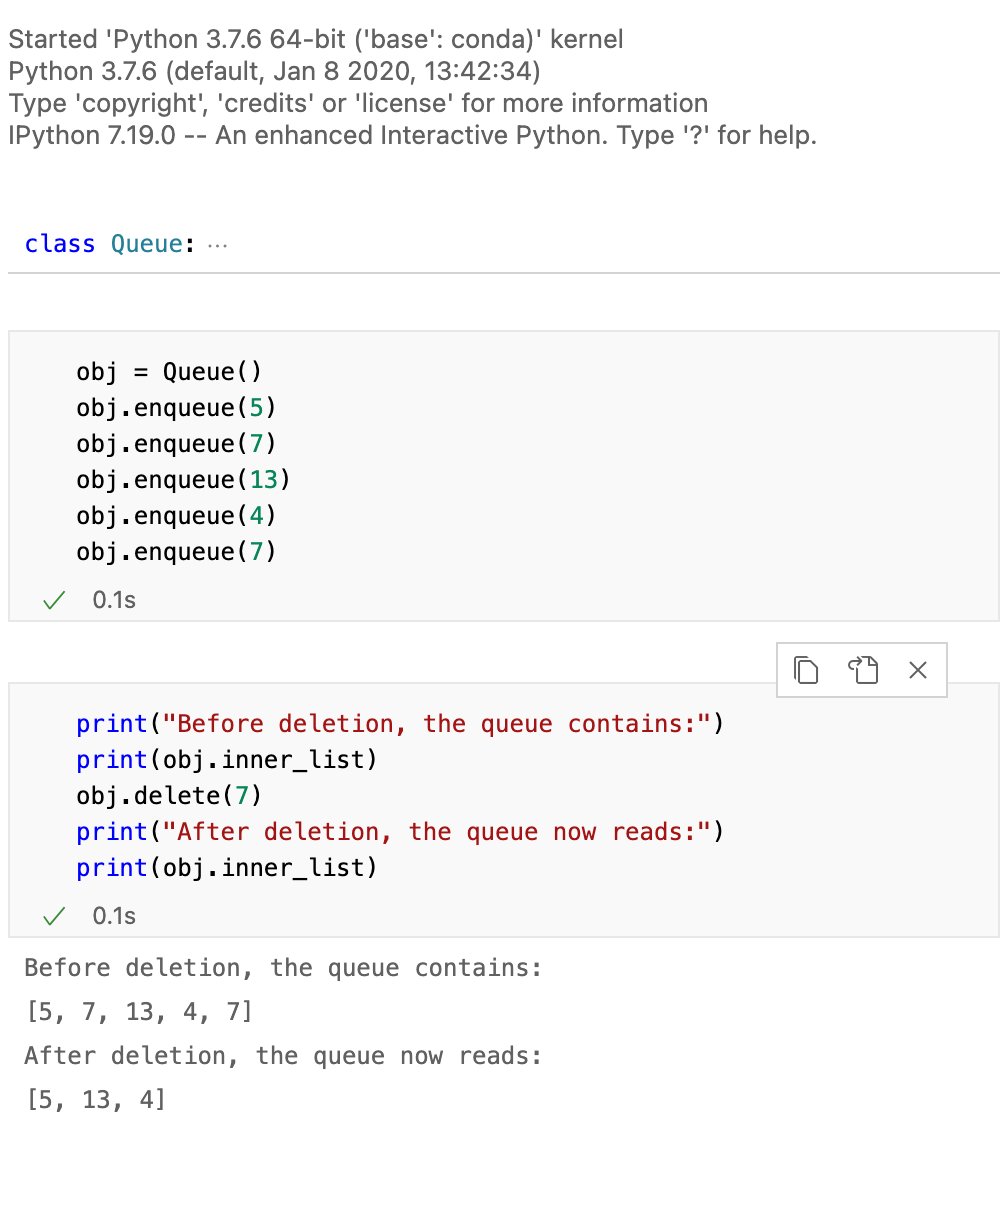 Started 'Python 3.7.6 64-bit ('base': conda)' kernel
Python 3.7.6 (default, Jan 8 2020, 13:42:34)
Type 'copyright', 'credits' or 'license' for more information
IPython 7.19.0 -- An enhanced Interactive Python. Type '?' for help.
class Queue: ...
obj = Queue()
obj.enqueue(5)
obj.enqueue(7)
obj.enqueue(13)
obj.enqueue(4)
obj.enqueue(7)
✓ 0.1s
print("Before deletion, the queue contains:")
print(obj.inner_list)
obj.delete(7)
print("After deletion, the queue now reads:")
print(obj.inner_list)
✓ 0.1s
Before deletion, the queue contains:
[5, 7, 13, 4, 7]
After deletion, the queue now reads:
[5, 13, 4]